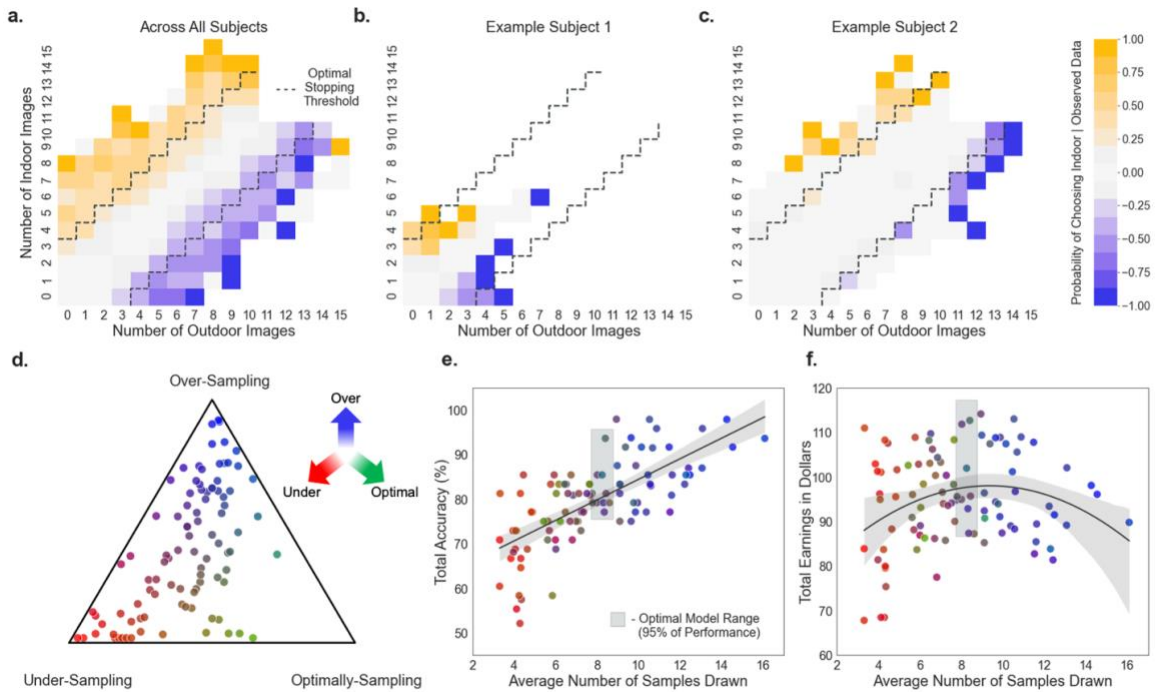 a.
Across All Subjects
Number of Indoor Images
0 1 2 3 4 5 6 7 8 9 10 11 12 13 14 15
Optimal
Stopping
Threshold
0 1 2 3 4 5 6 7 8 9 10 11 12 13 14 15
Number of Outdoor Images
b.
Example Subject 1
0 1 2 3 4 5 6 7 8 9 10 11 12 13 14 15
0 1 2 3 4 5 6 7 8 9 10 11 12 13 14 15
Number of Outdoor Images
c.
Example Subject 2
0 1 2 3 4 5 6 7 8 9 10 11 12 13 14 15
0 1 2 3 4 5 6 7 8 9 10 11 12 13 14 15
Number of Outdoor Images
Probability of Choosing Indoor | Observed Data
1.00
0.75
0.50
0.25
0.00
−0.25
−0.50
−0.75
−1.00
d.
Over-Sampling
Over
Under
Optimal
Under-Sampling
Optimally-Sampling
e.
Total Accuracy (%)
100
90
80
70
60
50
- Optimal Model Range
(95% of Performance)
2 4 6 8 10 12 14 16
Average Number of Samples Drawn
f.
Total Earnings in Dollars
120
110
100
90
80
70
60
2 4 6 8 10 12 14 16
Average Number of Samples Drawn